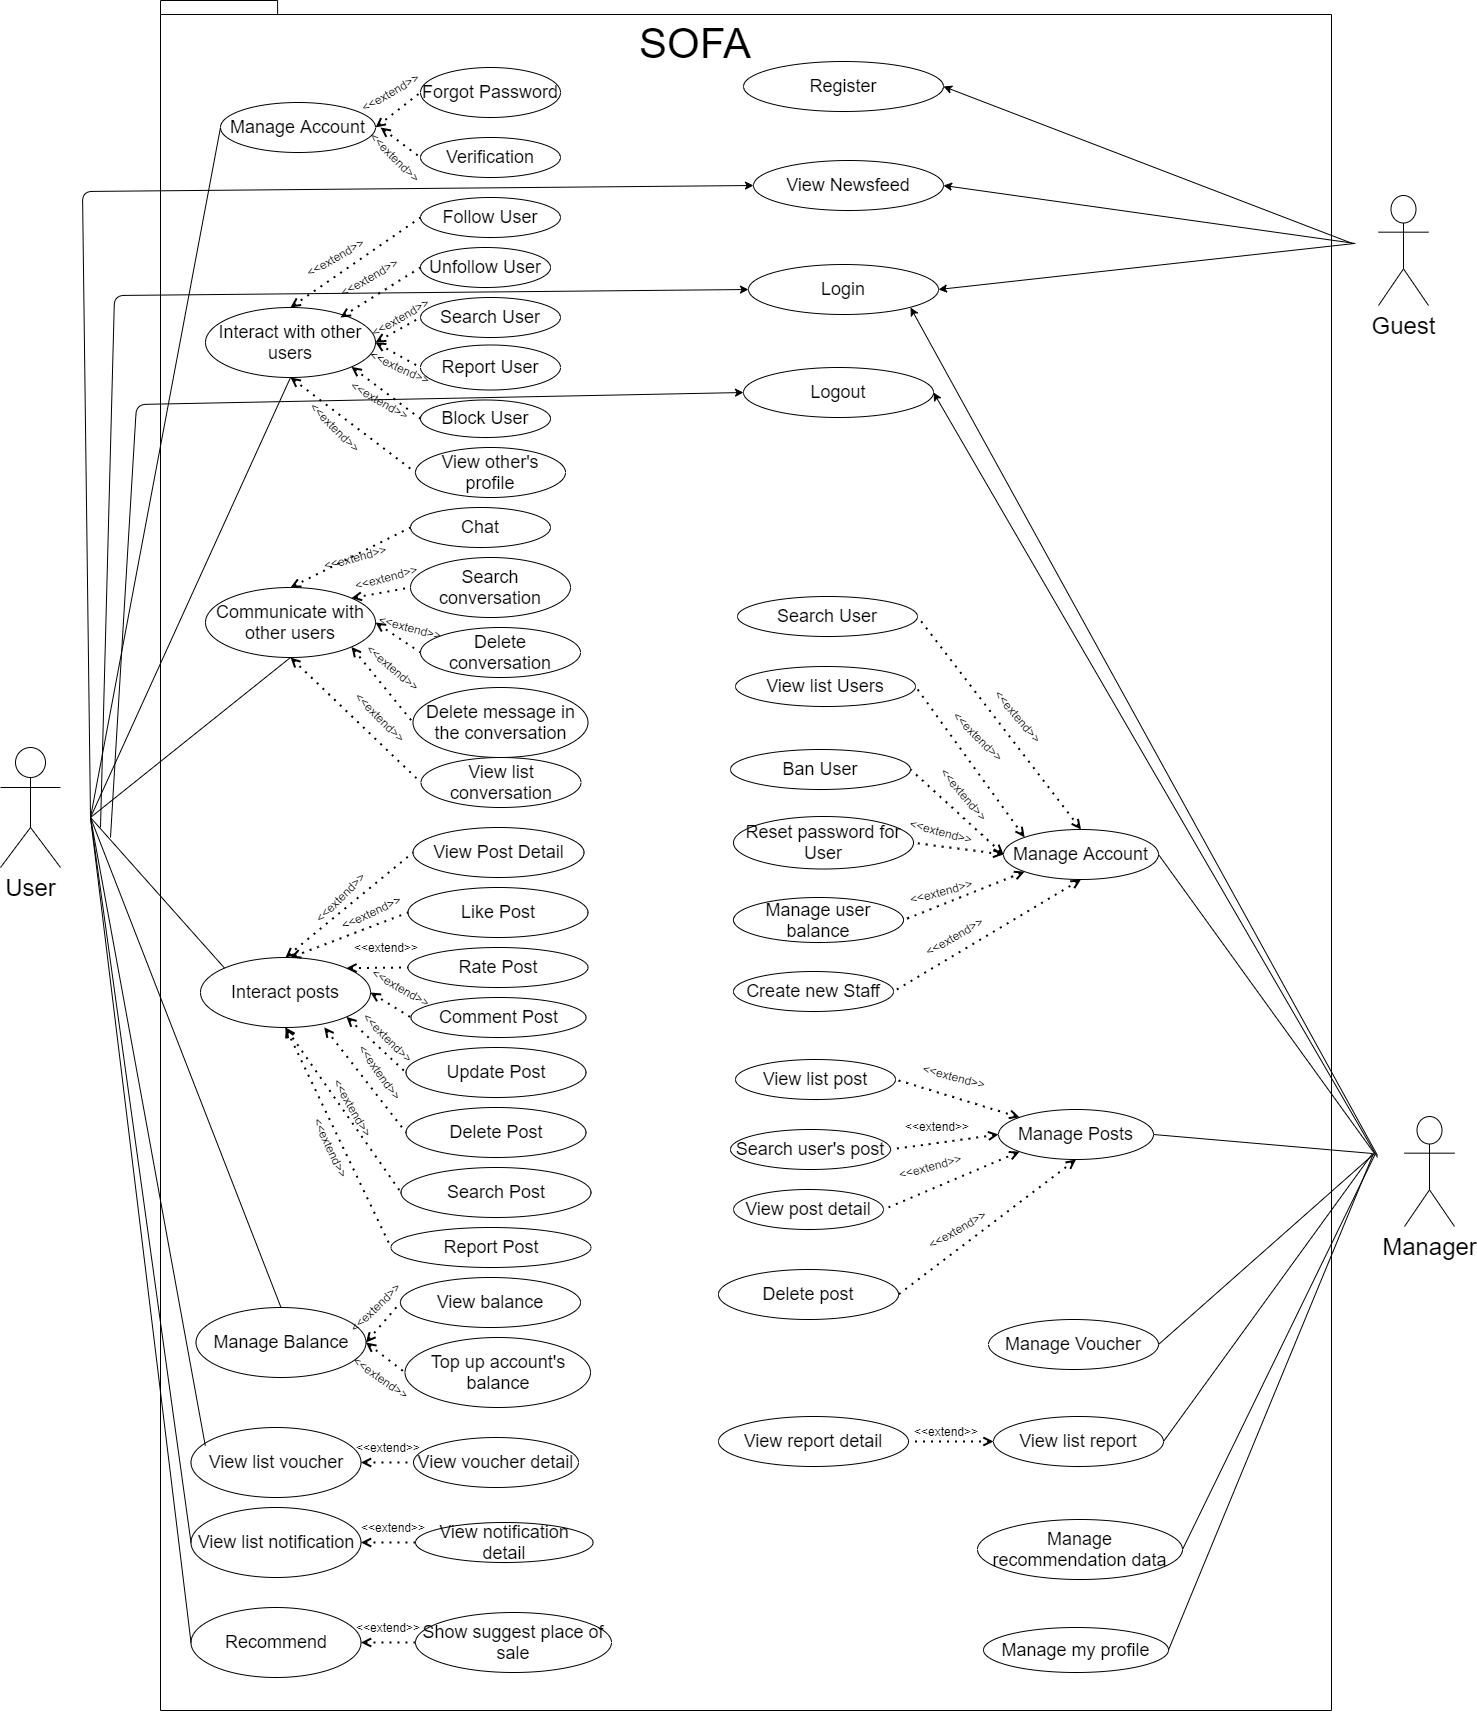 SOFA
Manage Account
<<extend>>
Forgot Password
<<extend>>
Verification
Register
View Newsfeed
Login
Logout
Guest
Follow User
<<extend>>
Unfollow User
<<extend>>
Search User
<<extend>>
Interact with other
users
Report User
<<extend>>
Block User
<<extend>>
View other's
profile
<<extend>>
Chat
<<extend>>
Search
conversation
<<extend>>
Communicate with
other users
Delete
conversation
<<extend>>
Delete message in
the conversation
<<extend>>
View list
conversation
<<extend>>
User
View Post Detail
<<extend>>
Like Post
<<extend>>
Rate Post
<<extend>>
Interact posts
Comment Post
<<extend>>
Update Post
<<extend>>
Delete Post
<<extend>>
Search Post
<<extend>>
Report Post
<<extend>>
Manage Balance
View balance
<<extend>>
Top up account's
balance
<<extend>>
View list voucher
<<extend>>
View voucher detail
View list notification
<<extend>>
View notification
detail
Recommend
<<extend>>
Show suggest place of
sale
Search User
<<extend>>
View list Users
<<extend>>
Ban User
<<extend>>
Reset password for
User
<<extend>>
Manage Account
Manage user
balance
<<extend>>
Create new Staff
<<extend>>
View list post
<<extend>>
Search user's post
<<extend>>
Manage Posts
View post detail
<<extend>>
Delete post
<<extend>>
Manager
Manage Voucher
View report detail
<<extend>>
View list report
Manage
recommendation data
Manage my profile